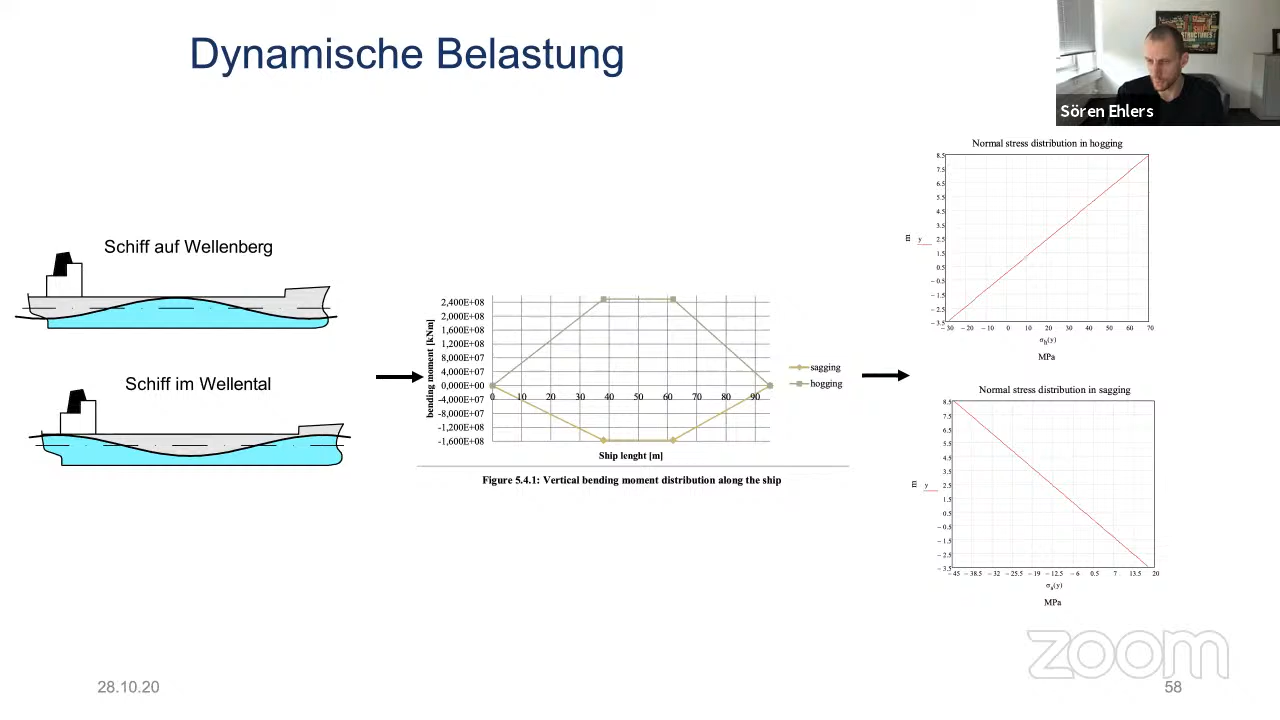 Dynamische Belastung
STRUCTURES
Sören Ehlers
Schiff auf Wellenberg
Schiff im Wellental
bending moment [kNm]
2,400E+08
2,000E+08
1,600E+08
1,200E+08
8,000E+07
4,000E+07
0,000E+00
-4,000E+07
-8,000E+07
-1,200E+08
-1,600E+08
0 10 20 30 40 50 60 70 80 90
Ship lenght [m]
sagging
hogging
Figure 5.4.1: Vertical bending moment distribution along the ship
Normal stress distribution in hogging
m y
8.5
7.5
6.5
5.5
4.5
3.5
2.5
1.5
0.5
− 0.5
− 1.5
− 2.5
− 3.5
− 30 − 20 − 10 0 10 20 30 40 50 60 70
σh(y)
MPa
Normal stress distribution in sagging
m y
8.5
7.5
6.5
5.5
4.5
3.5
2.5
1.5
0.5
− 0.5
− 1.5
− 2.5
− 3.5
− 45 − 38.5 − 32 − 25.5 − 19 − 12.5 − 6 0.5 7 13.5 20
σs(y)
MPa
zoom
28.10.20
58